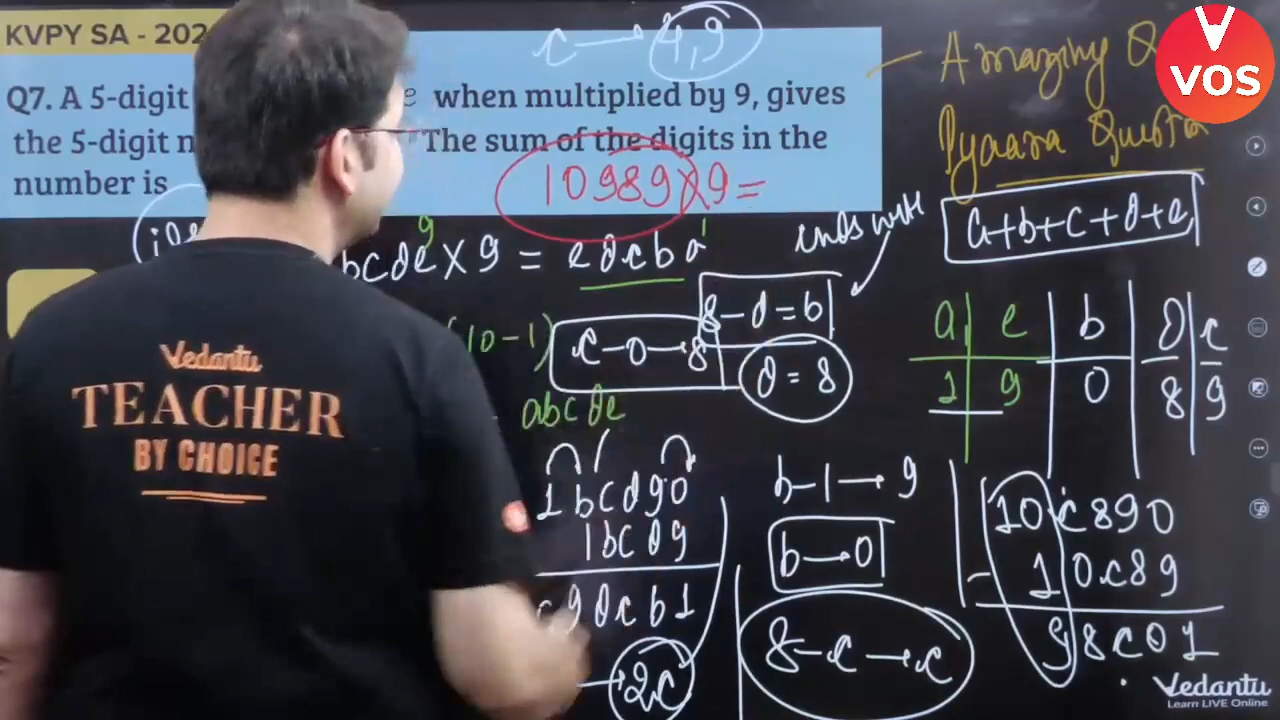 KVPY SA - 202
c → 4,9
Amazing Q
Pyaara Question
V
VOS
Q7. A 5-digit e when multiplied by 9, gives
the 5-digit n The sum of the digits in the
number is
10989×9=
a+b+c+d+e
bcde×9 = edcba
9
1
ends with
8-d=b
(10-1)
c-0→8
d=8
abcde
a e b d c
1 9 0 8 9
1bcd90
1bcd9
9dcb1
b-1→9
b→0
8-c→c
→2c
10c890
- 10c89
98c01
Vedantu
TEACHER
BY CHOICE
Vedantu
Learn LIVE Online